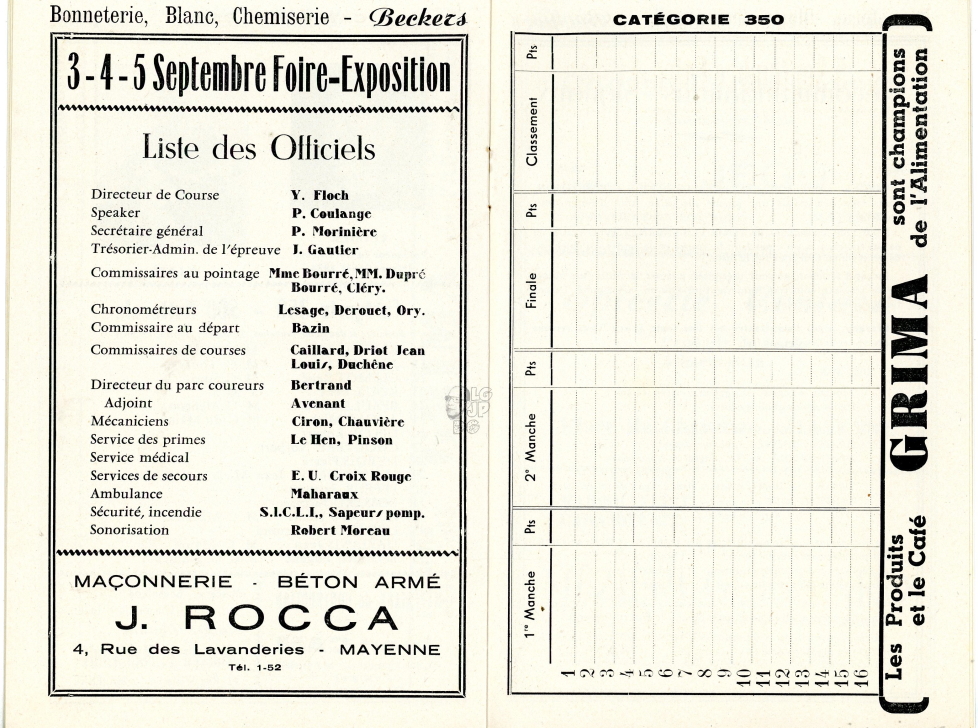 Bonneterie, Blanc, Chemiserie - Beckers
3-4-5 Septembre Foire-Exposition
Liste des Officiels
Directeur de Course Y. Floch
Speaker P. Coulange
Secrétaire général P. Morinière
Trésorier-Admin. de l'épreuve J. Gautier
Commissaires au pointage Mme Bourré, MM. Dupré
Bourré, Cléry.
Chronométreurs Lesage, Derouet, Ory.
Commissaire au départ Bazin
Commissaires de courses Caillard, Driot Jean
Louis, Duchêne
Directeur du parc coureurs Bertrand
Adjoint Avenant
Mécaniciens Ciron, Chauvière
Service des primes Le Hen, Pinson
Service médical
Services de secours E. U. Croix Rouge
Ambulance Maharaux
Sécurité, incendie S.I.C.L.I., Sapeurs pomp.
Sonorisation Robert Moreau
MAÇONNERIE - BÉTON ARMÉ
J. ROCCA
4, Rue des Lavanderies - MAYENNE
Tél. 1-52
CATÉGORIE 350
1re Manche
Pts
2e Manche
Pts
Finale
Pts
Classement
Pts
1
2
3
4
5
6
7
8
9
10
11
12
13
14
15
16
Les Produits
et le Café
GRIMA
sont champions
de l'Alimentation
LG
JP
BG